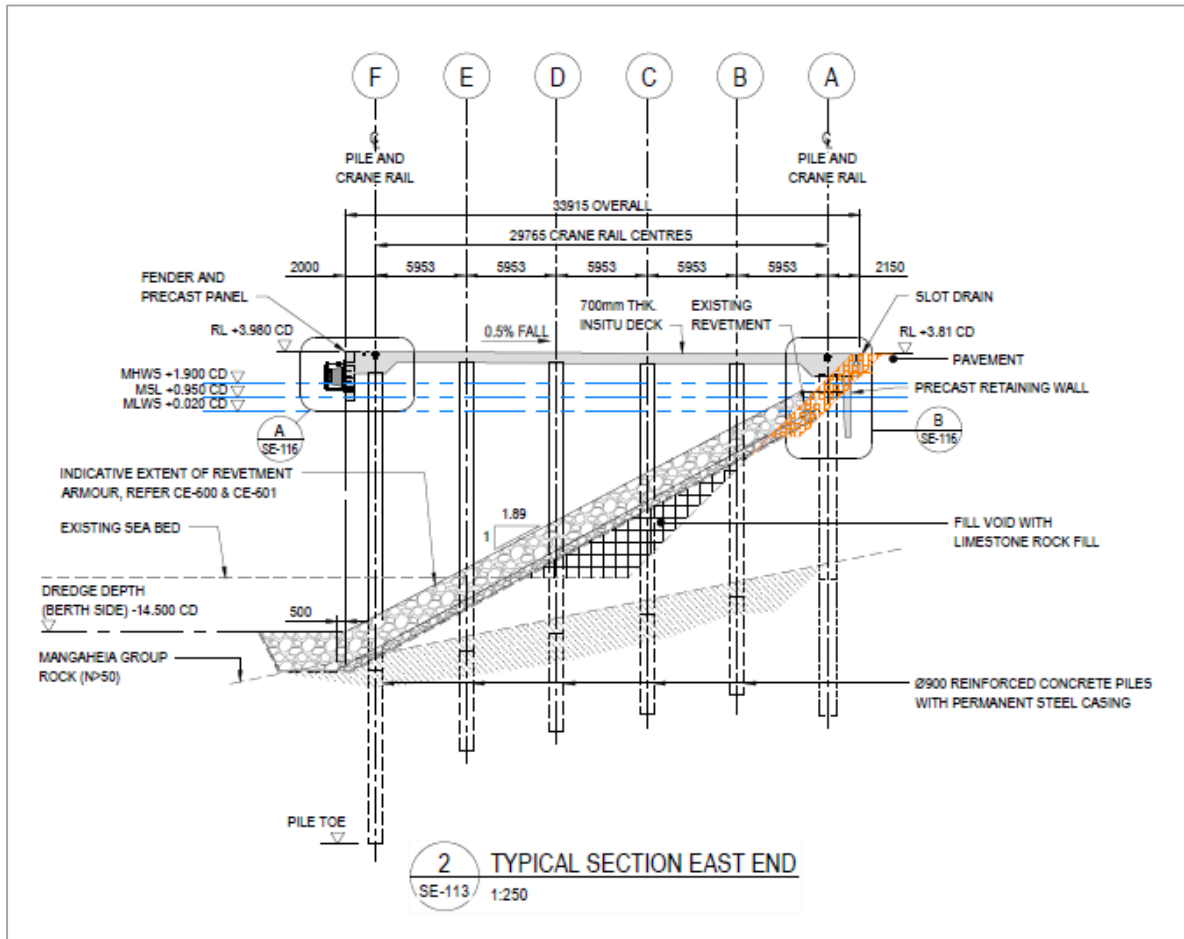 F
E
D
C
B
A
PILE AND
CRANE RAIL
PILE AND
CRANE RAIL
33915 OVERALL
29765 CRANE RAIL CENTRES
2000
5953
5953
5953
5953
5953
2150
FENDER AND
PRECAST PANEL
700mm THK.
INSITU DECK
EXISTING
REVETMENT
SLOT DRAIN
RL +3.980 CD
0.5% FALL
RL +3.81 CD
PAVEMENT
MHWS +1.900 CD
MSL +0.950 CD
MLWS +0.020 CD
PRECAST RETAINING WALL
A
SE-116
B
SE-116
INDICATIVE EXTENT OF REVETMENT
ARMOUR, REFER CE-600 & CE-601
1.89
1
EXISTING SEA BED
FILL VOID WITH
LIMESTONE ROCK FILL
DREDGE DEPTH
(BERTH SIDE) -14.500 CD
500
MANGAHEIA GROUP
ROCK (N>50)
Ø900 REINFORCED CONCRETE PILES
WITH PERMANENT STEEL CASING
PILE TOE
2
SE-113
TYPICAL SECTION EAST END
1:250